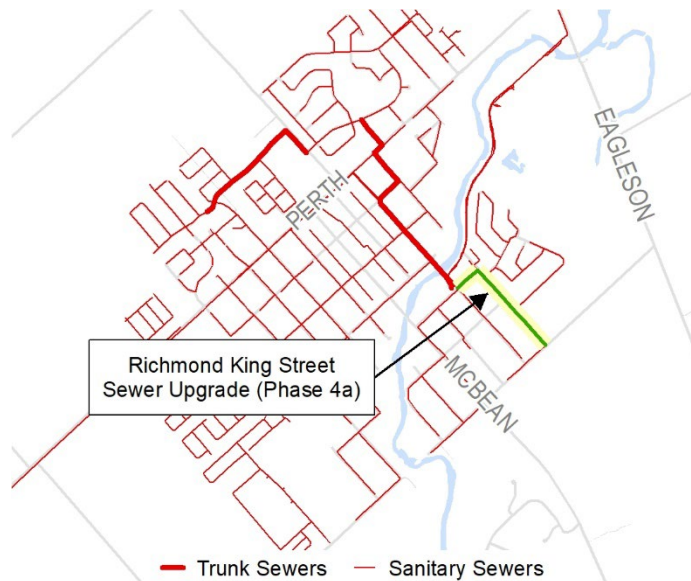 EAGLESON
PERTH
Richmond King Street
Sewer Upgrade (Phase 4a)
MCBEAN
Trunk Sewers
Sanitary Sewers